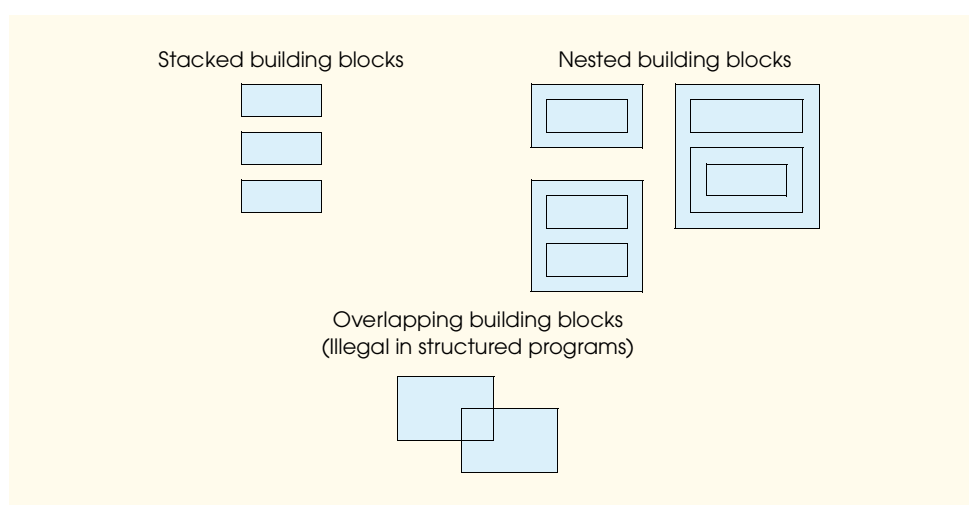 Stacked building blocks
Nested building blocks
Overlapping building blocks
(Illegal in structured programs)